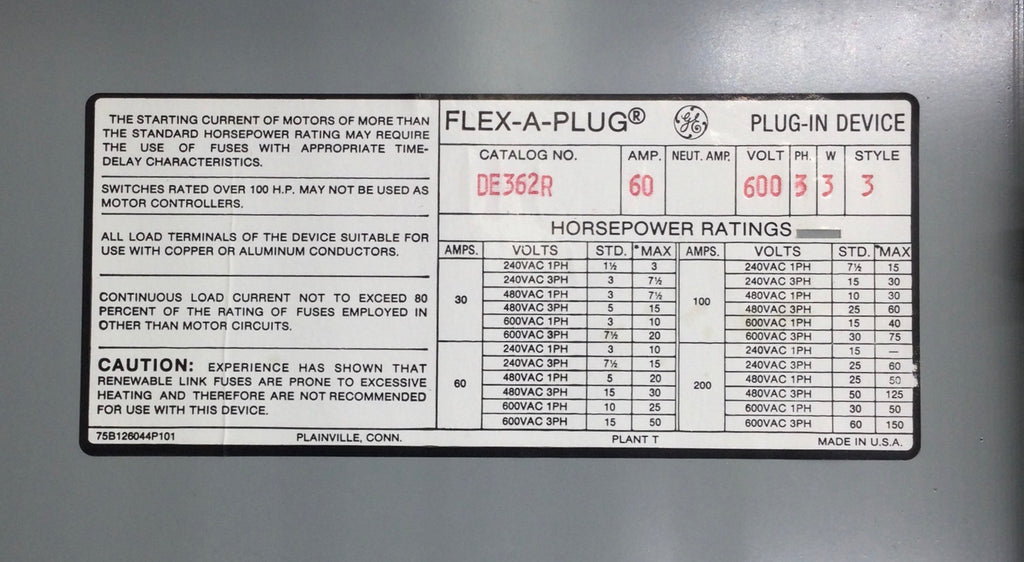 THE STARTING CURRENT OF MOTORS OF MORE THAN
THE STANDARD HORSEPOWER RATING MAY REQUIRE
THE USE OF FUSES WITH APPROPRIATE TIME-
DELAY CHARACTERISTICS.
SWITCHES RATED OVER 100 H.P. MAY NOT BE USED AS
MOTOR CONTROLLERS.
ALL LOAD TERMINALS OF THE DEVICE SUITABLE FOR
USE WITH COPPER OR ALUMINUM CONDUCTORS.
CONTINUOUS LOAD CURRENT NOT TO EXCEED 80
PERCENT OF THE RATING OF FUSES EMPLOYED IN
OTHER THAN MOTOR CIRCUITS.
CAUTION: EXPERIENCE HAS SHOWN THAT
RENEWABLE LINK FUSES ARE PRONE TO EXCESSIVE
HEATING AND THEREFORE ARE NOT RECOMMENDED
FOR USE WITH THIS DEVICE.
FLEX-A-PLUG® GE PLUG-IN DEVICE
CATALOG NO. AMP. NEUT. AMP. VOLT PH. W STYLE
DE362R 60 600 3 3 3
HORSEPOWER RATINGS
AMPS. VOLTS STD. *MAX AMPS. VOLTS STD. *MAX
240VAC 1PH 1½ 3 240VAC 1PH 7½ 15
240VAC 3PH 3 7½ 240VAC 3PH 15 30
30 480VAC 1PH 3 7½ 100 480VAC 1PH 10 30
480VAC 3PH 5 15 480VAC 3PH 25 60
600VAC 1PH 3 10 600VAC 1PH 15 40
600VAC 3PH 7½ 20 600VAC 3PH 30 75
240VAC 1PH 3 10 240VAC 1PH 15 —
240VAC 3PH 7½ 15 240VAC 3PH 25 60
60 480VAC 1PH 5 20 200 480VAC 1PH 25 50
480VAC 3PH 15 30 480VAC 3PH 50 125
600VAC 1PH 10 25 600VAC 1PH 30 50
600VAC 3PH 15 50 600VAC 3PH 60 150
75B126044P101 PLAINVILLE, CONN. PLANT T MADE IN U.S.A.